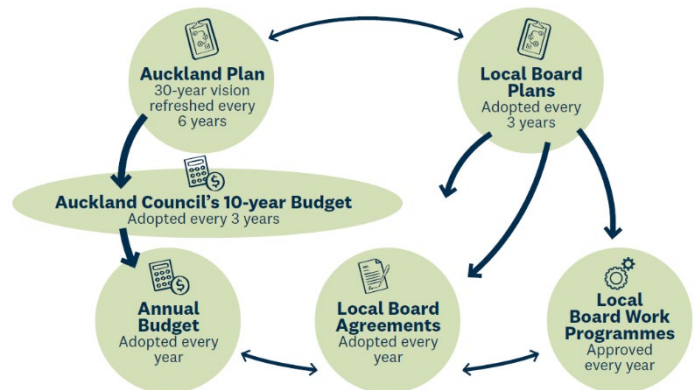 Auckland Plan
30-year vision
refreshed every
6 years
Local Board
Plans
Adopted every
3 years
Auckland Council's 10-year Budget
Adopted every 3 years
Annual
Budget
Adopted every
year
Local Board
Agreements
Adopted every
year
Local
Board Work
Programmes
Approved
every year